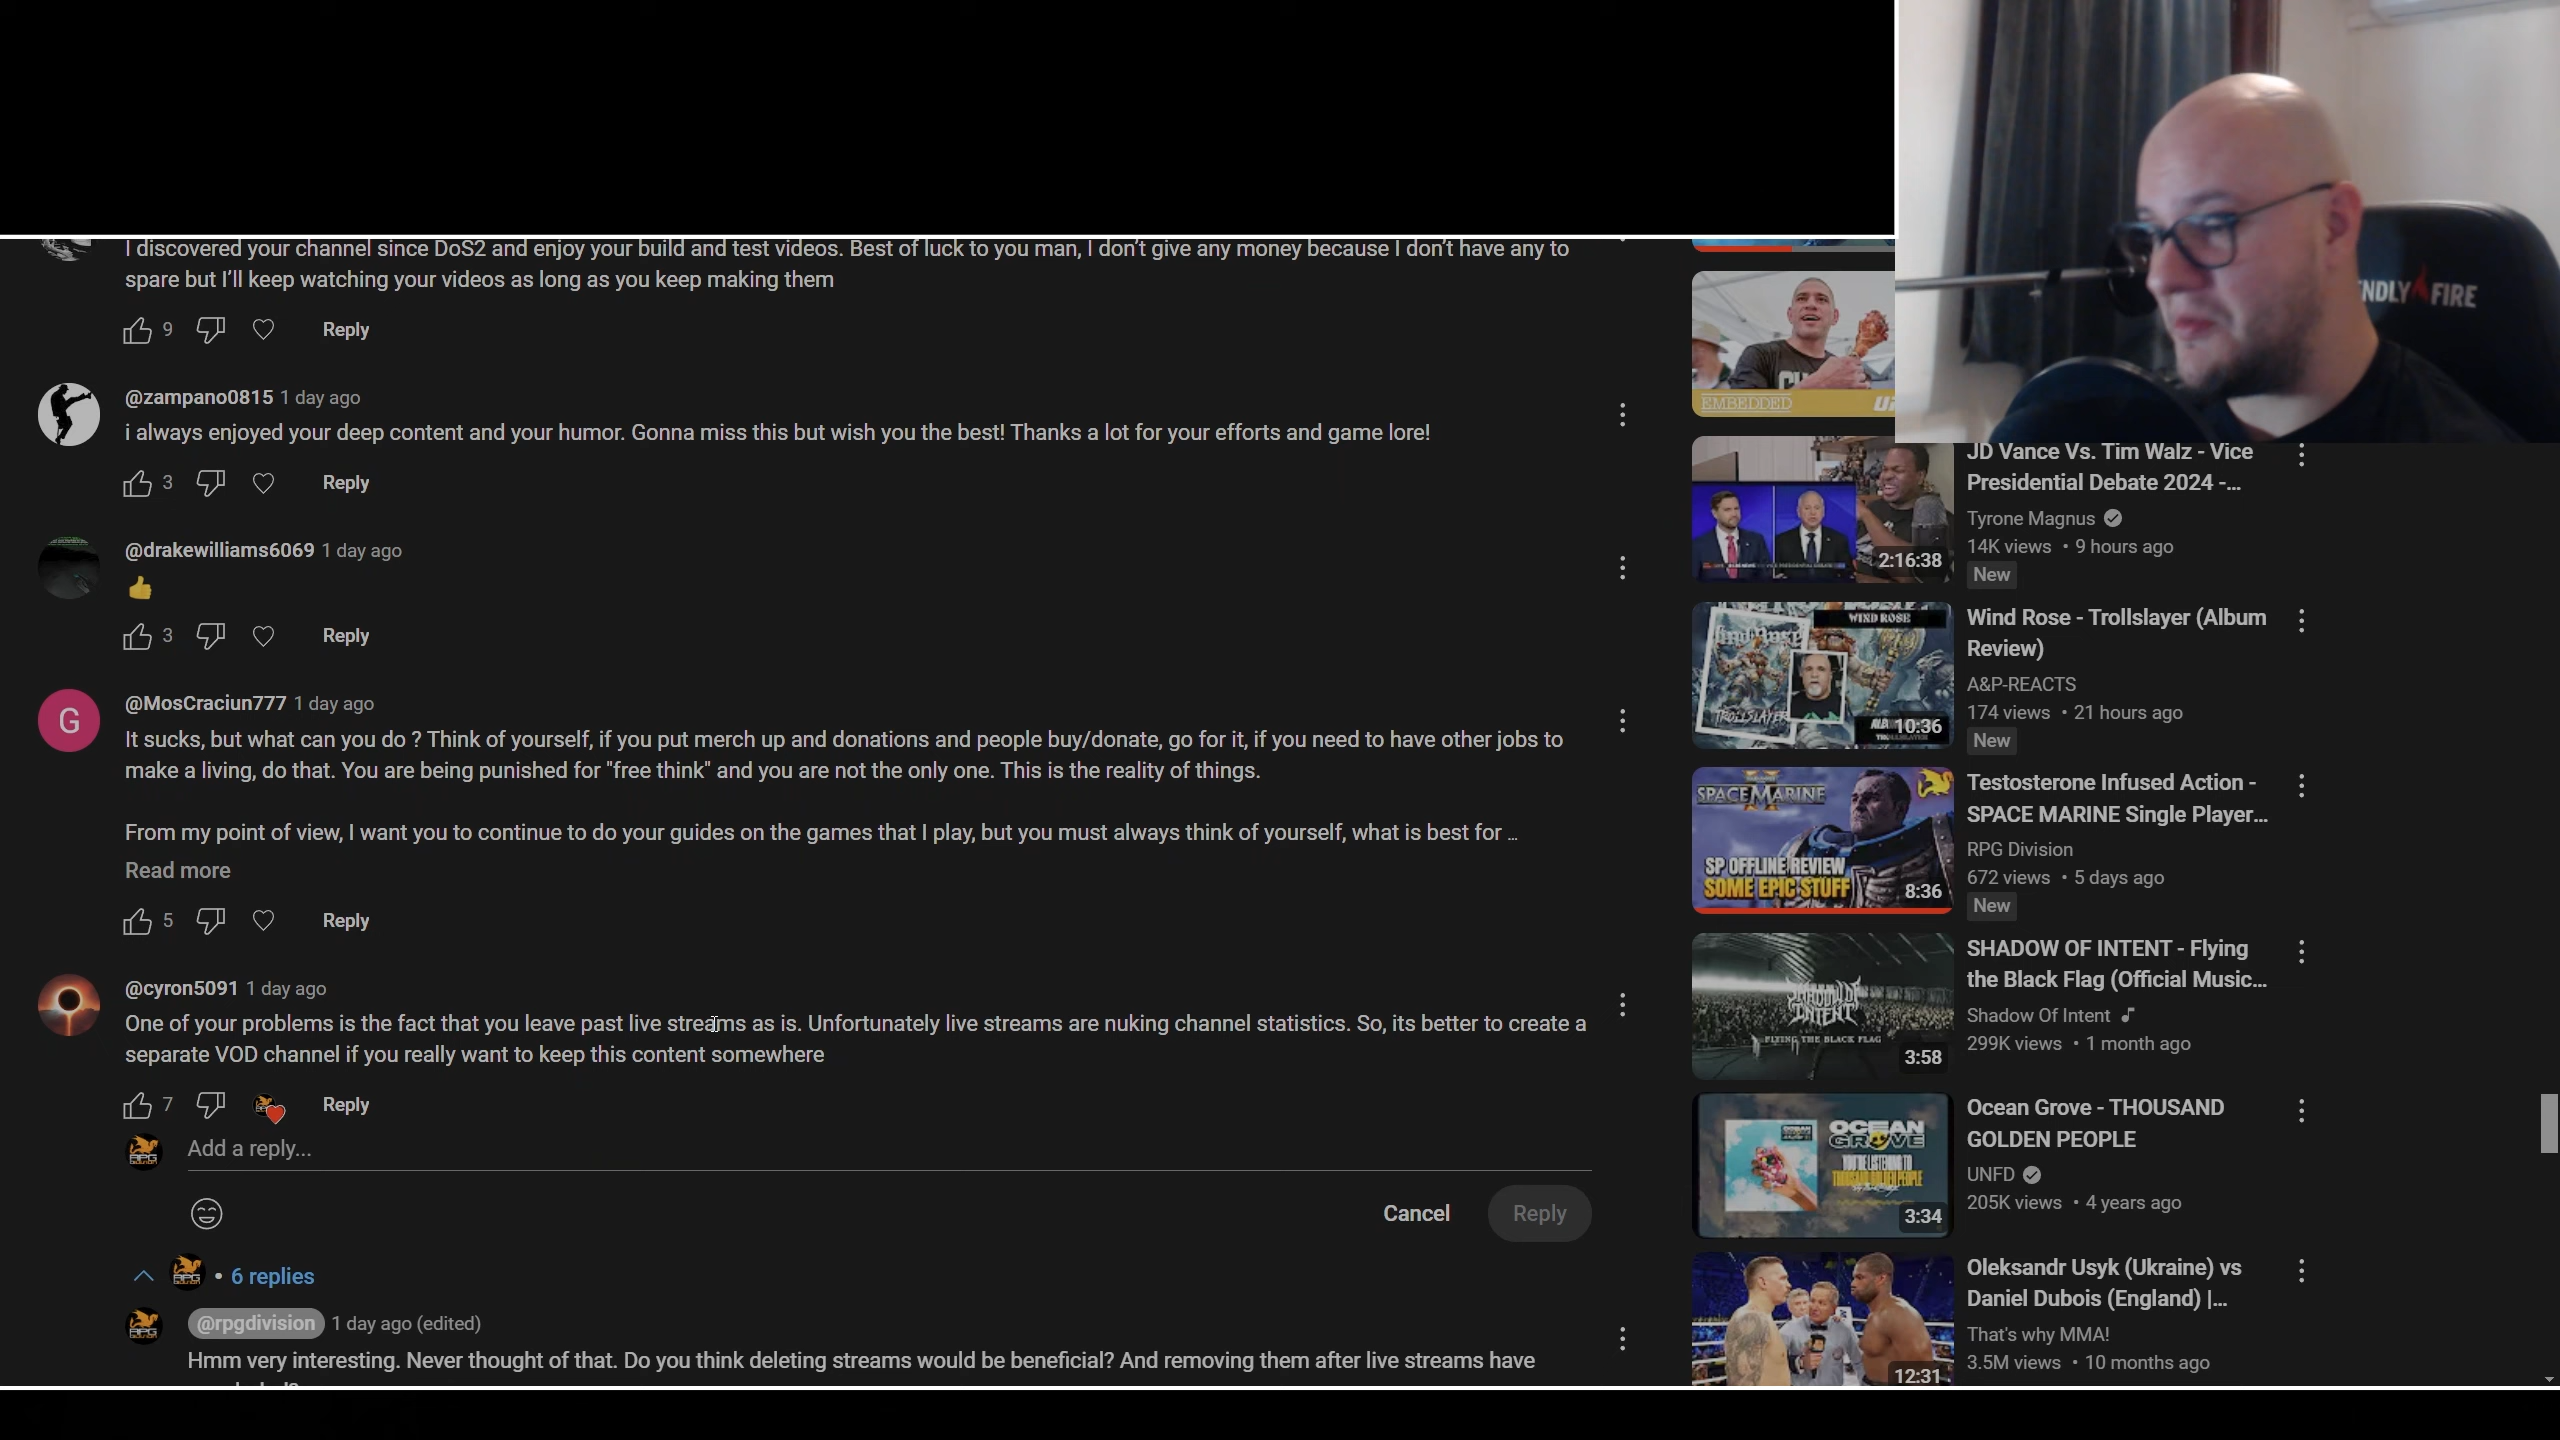 I discovered your channel since DoS2 and enjoy your build and test videos. Best of luck to you man, I don't give any money because I don't have any to
spare but I'll keep watching your videos as long as you keep making them
9 Reply
@zampano0815 1 day ago
i always enjoyed your deep content and your humor. Gonna miss this but wish you the best! Thanks a lot for your efforts and game lore!
3 Reply
@drakewilliams6069 1 day ago
3 Reply
G
@MosCraciun777 1 day ago
It sucks, but what can you do ? Think of yourself, if you put merch up and donations and people buy/donate, go for it, if you need to have other jobs to
make a living, do that. You are being punished for "free think" and you are not the only one. This is the reality of things.
From my point of view, I want you to continue to do your guides on the games that I play, but you must always think of yourself, what is best for ...
Read more
5 Reply
@cyron5091 1 day ago
One of your problems is the fact that you leave past live streams as is. Unfortunately live streams are nuking channel statistics. So, its better to create a
separate VOD channel if you really want to keep this content somewhere
7 Reply
Add a reply...
Cancel Reply
• 6 replies
@rpgdivision 1 day ago (edited)
Hmm very interesting. Never thought of that. Do you think deleting streams would be beneficial? And removing them after live streams have
NDLY FIRE
EMBEDDED
JD Vance Vs. Tim Walz - Vice
Presidential Debate 2024 -...
Tyrone Magnus
14K views • 9 hours ago
New
2:16:38
WIND ROSE
TROLLSLAYER
10:36
Wind Rose - Trollslayer (Album
Review)
A&P-REACTS
174 views • 21 hours ago
New
SPACE MARINE
SP OFFLINE REVIEW
SOME EPIC STUFF
8:36
Testosterone Infused Action -
SPACE MARINE Single Player...
RPG Division
672 views • 5 days ago
New
SHADOW OF INTENT
FLYING THE BLACK FLAG
3:58
SHADOW OF INTENT - Flying
the Black Flag (Official Music...
Shadow Of Intent
299K views • 1 month ago
OCEAN
GROVE
YOU'RE LISTENING TO
THOUSAND GOLDEN PEOPLE
3:34
Ocean Grove - THOUSAND
GOLDEN PEOPLE
UNFD
205K views • 4 years ago
12:31
Oleksandr Usyk (Ukraine) vs
Daniel Dubois (England) |...
That's why MMA!
3.5M views • 10 months ago